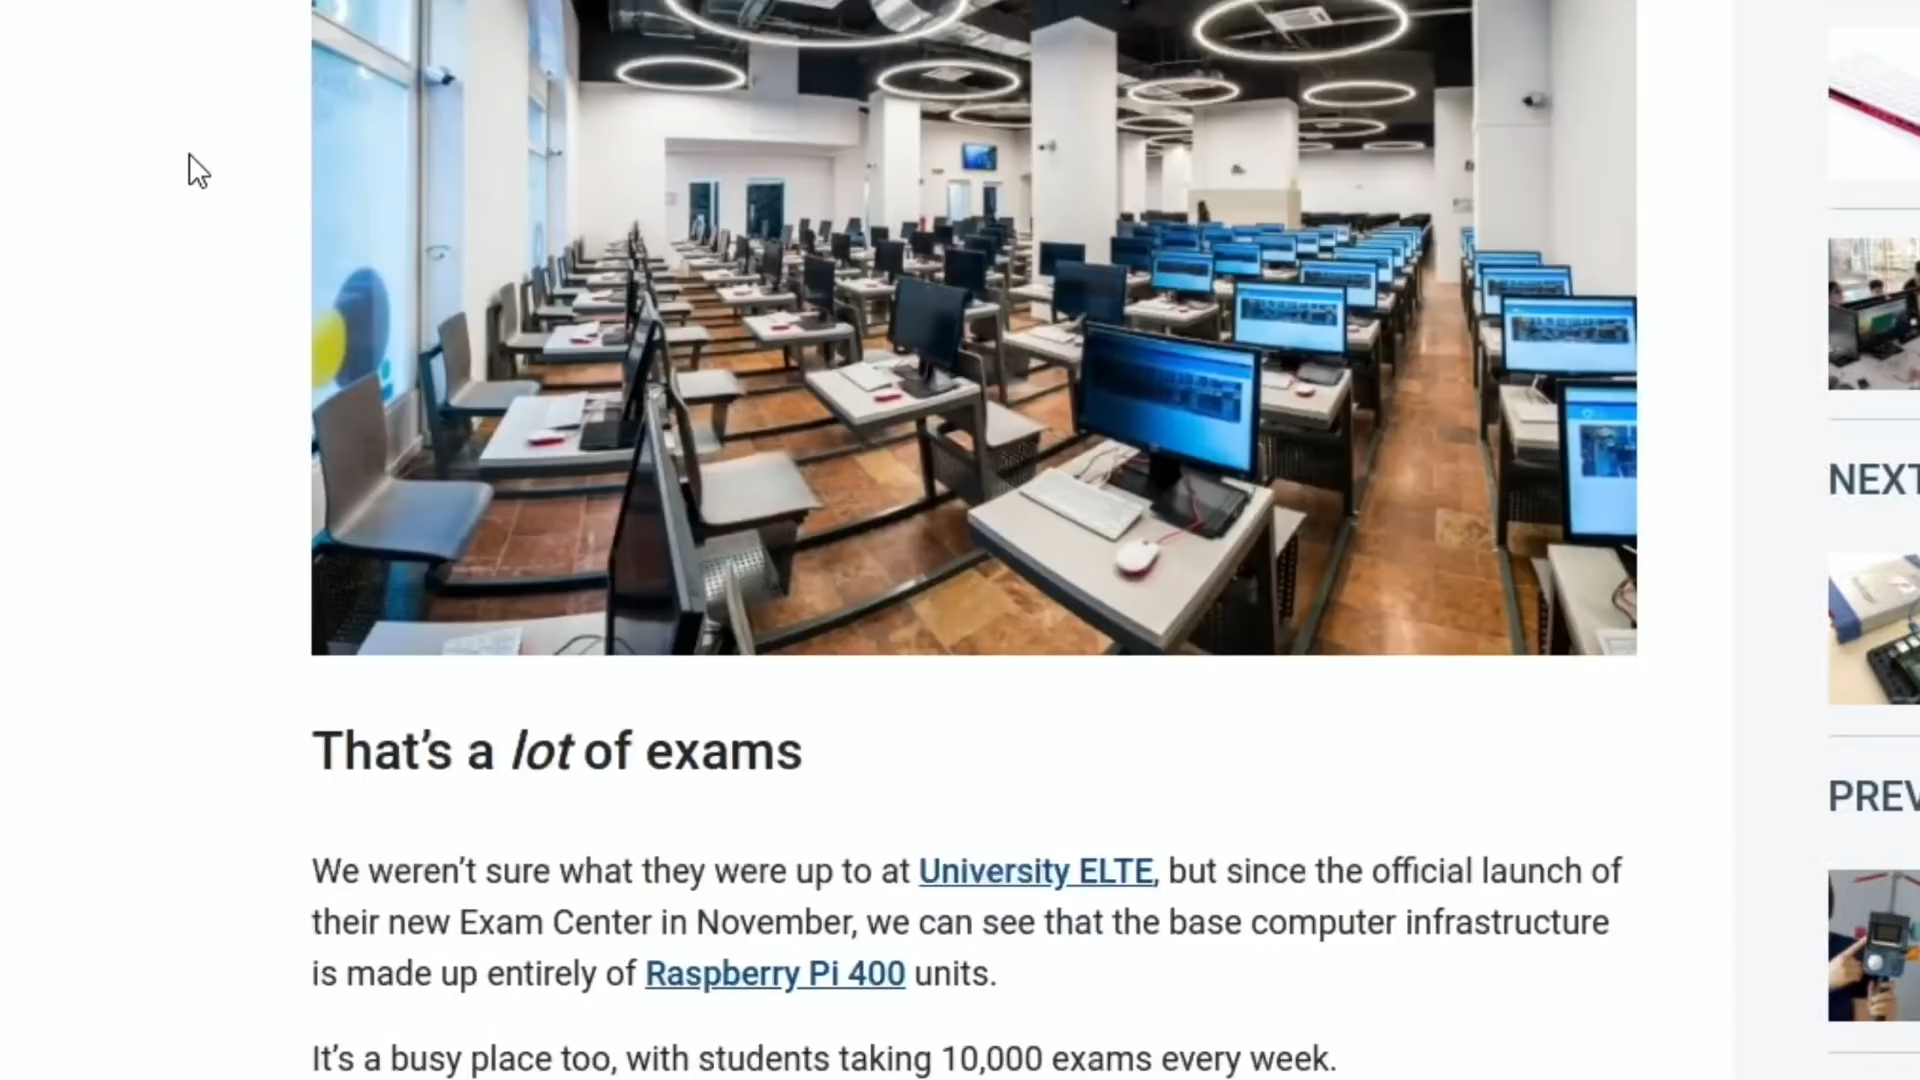 That’s a lot of exams
We weren’t sure what they were up to at University ELTE, but since the official launch of
their new Exam Center in November, we can see that the base computer infrastructure
is made up entirely of Raspberry Pi 400 units.
It’s a busy place too, with students taking 10,000 exams every week.
NEXT
PREV